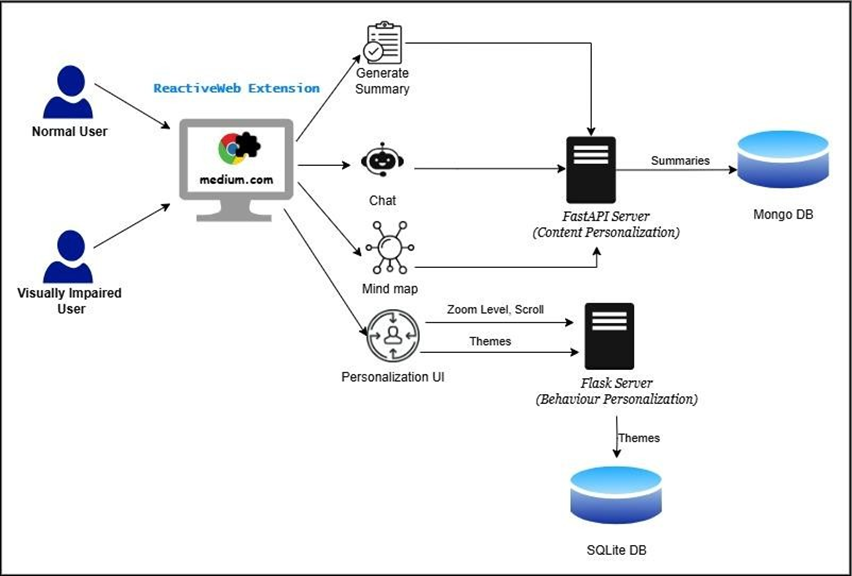 Generate
Summary
ReactiveWeb Extension
Normal User
medium.com
Chat
Summaries
Mongo DB
FastAPI Server
(Content Personalization)
Visually Impaired
User
Mind map
Zoom Level, Scroll
Themes
Personalization UI
Flask Server
(Behaviour Personalization)
Themes
SQLite DB